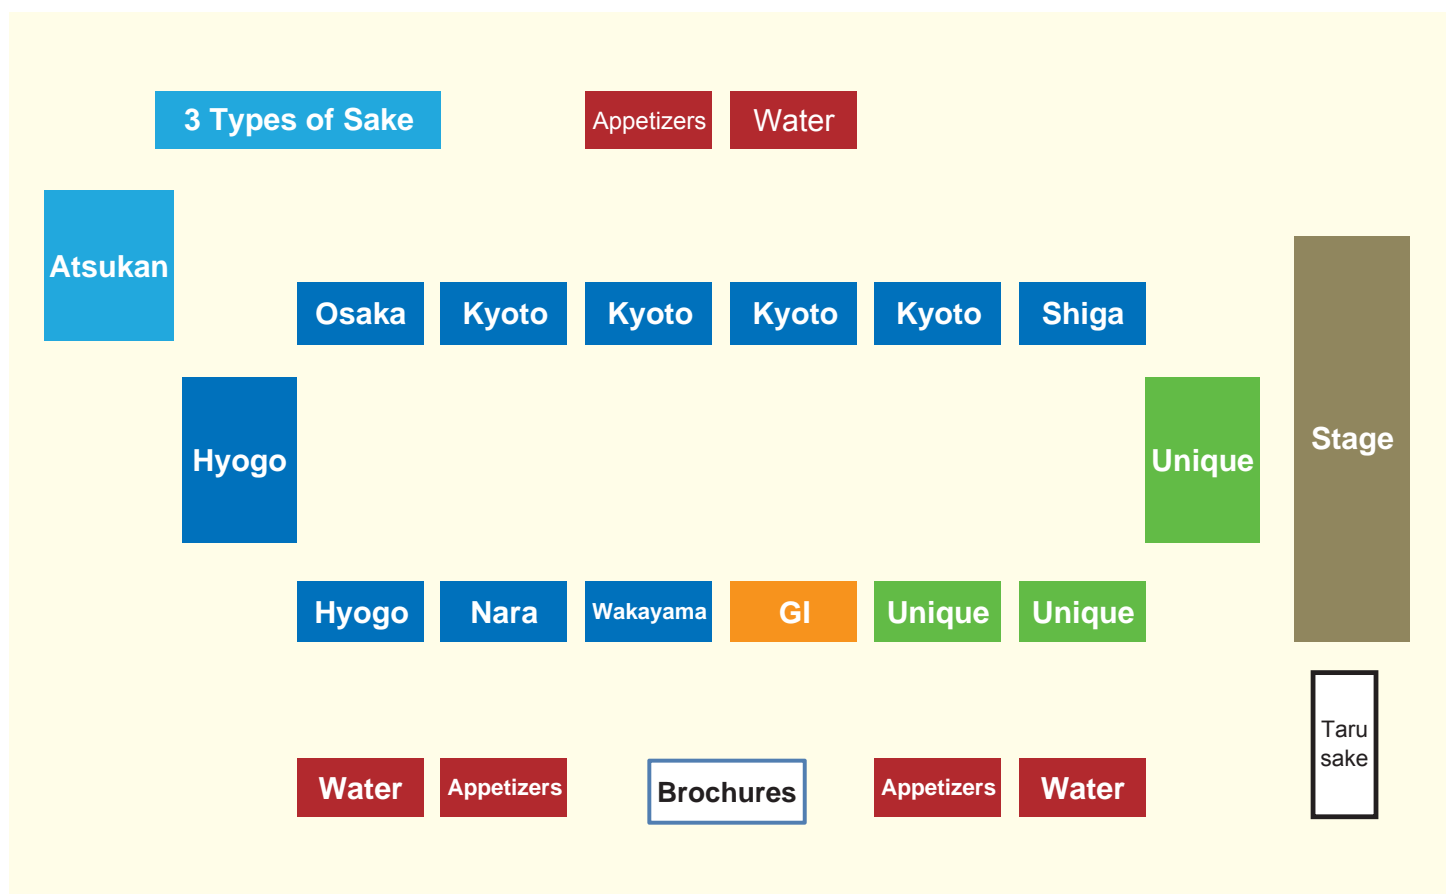 3 Types of Sake
Appetizers
Water
Atsukan
Osaka
Kyoto
Kyoto
Kyoto
Kyoto
Shiga
Hyogo
Unique
Stage
Hyogo
Nara
Wakayama
GI
Unique
Unique
Taru
sake
Water
Appetizers
Brochures
Appetizers
Water